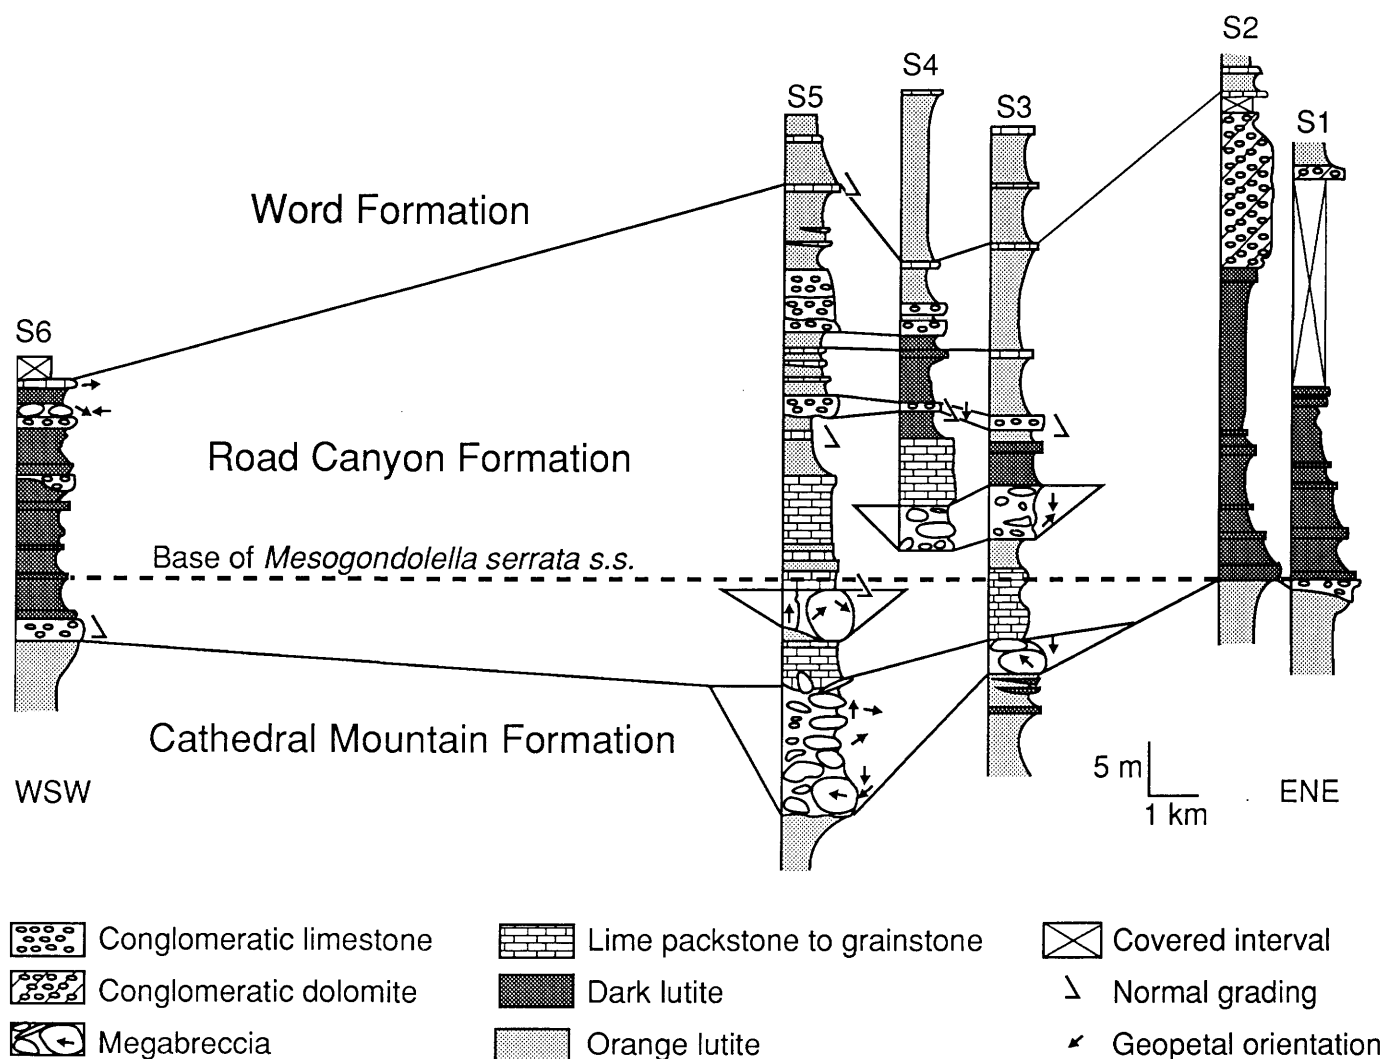 S2
S4
S5
S3
S1
Word Formation
S6
Road Canyon Formation
Base of Mesogondolella serrata s.s.
Cathedral Mountain Formation
5 m
WSW
1 km
ENE
Conglomeratic limestone
Lime packstone to grainstone
Covered interval
Conglomeratic dolomite
Dark lutite
Normal grading
Megabreccia
Orange lutite
Geopetal orientation